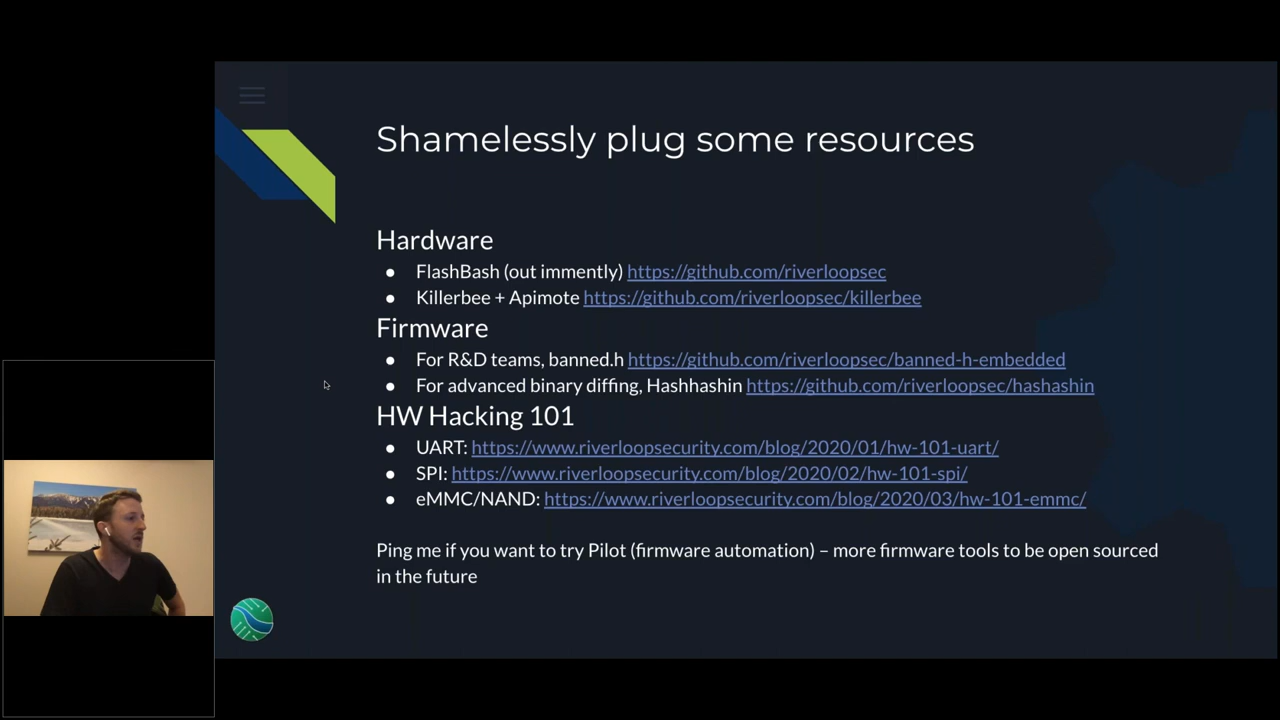 Shamelessly plug some resources
Hardware
● FlashBash (out immently) https://github.com/riverloopsec
● Killerbee + Apimote https://github.com/riverloopsec/killerbee
Firmware
● For R&D teams, banned.h https://github.com/riverloopsec/banned-h-embedded
● For advanced binary diffing, Hashhashin https://github.com/riverloopsec/hashashin
HW Hacking 101
● UART: https://www.riverloopsecurity.com/blog/2020/01/hw-101-uart/
● SPI: https://www.riverloopsecurity.com/blog/2020/02/hw-101-spi/
● eMMC/NAND: https://www.riverloopsecurity.com/blog/2020/03/hw-101-emmc/
Ping me if you want to try Pilot (firmware automation) – more firmware tools to be open sourced
in the future